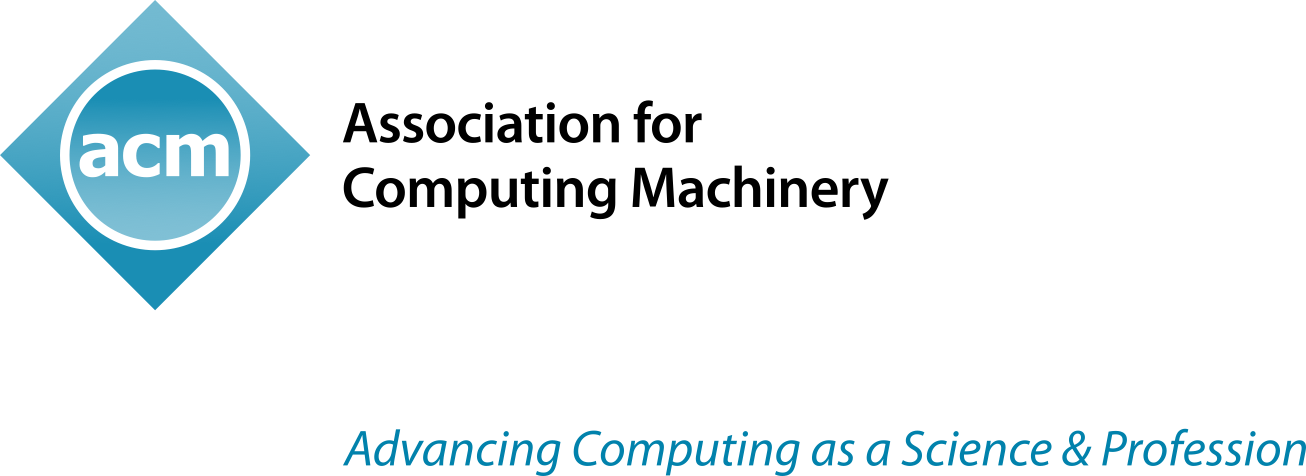 acm
Association for
Computing Machinery
Advancing Computing as a Science & Profession